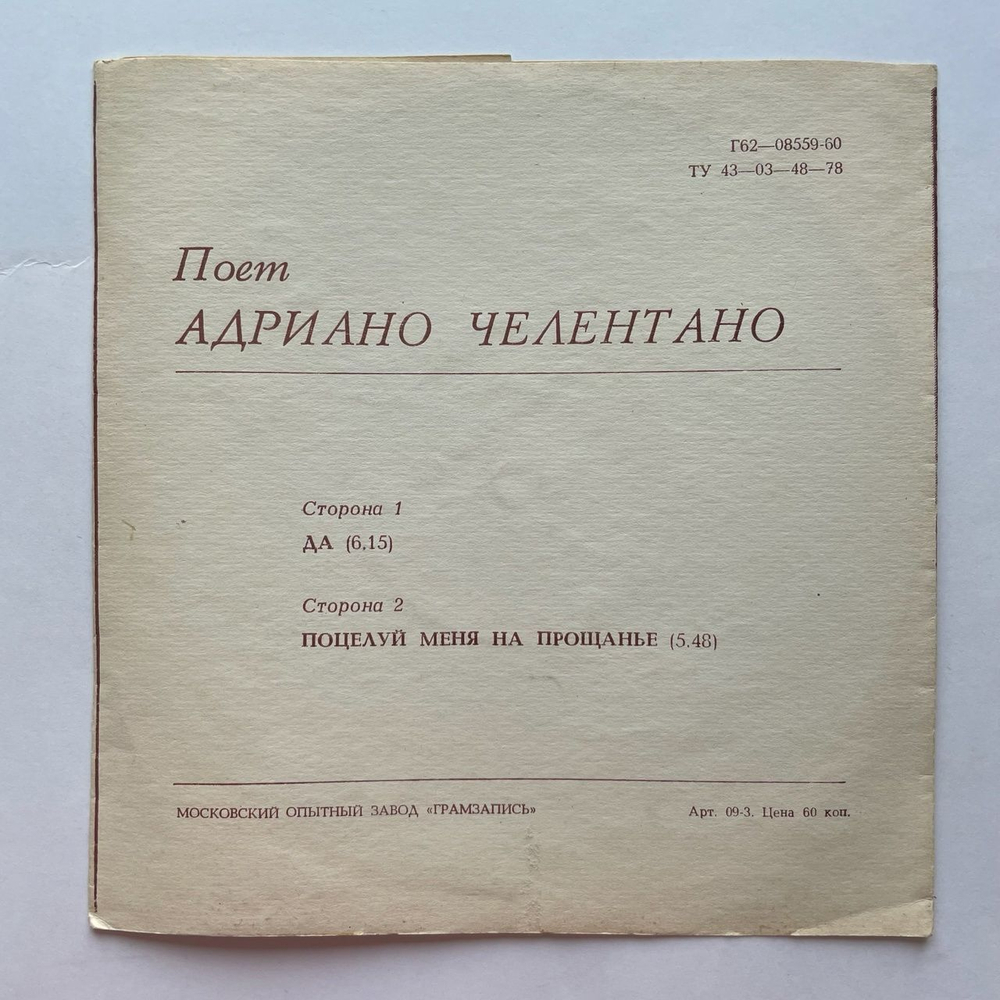 Г62—08559-60
ТУ 43—03—48—78
Поет
АДРИАНО ЧЕЛЕНТАНО
Сторона 1
ДА (6,15)
Сторона 2
ПОЦЕЛУЙ МЕНЯ НА ПРОЩАНЬЕ (5.48)
МОСКОВСКИЙ ОПЫТНЫЙ ЗАВОД «ГРАМЗАПИСЬ» Арт. 09-3. Цена 60 коп.